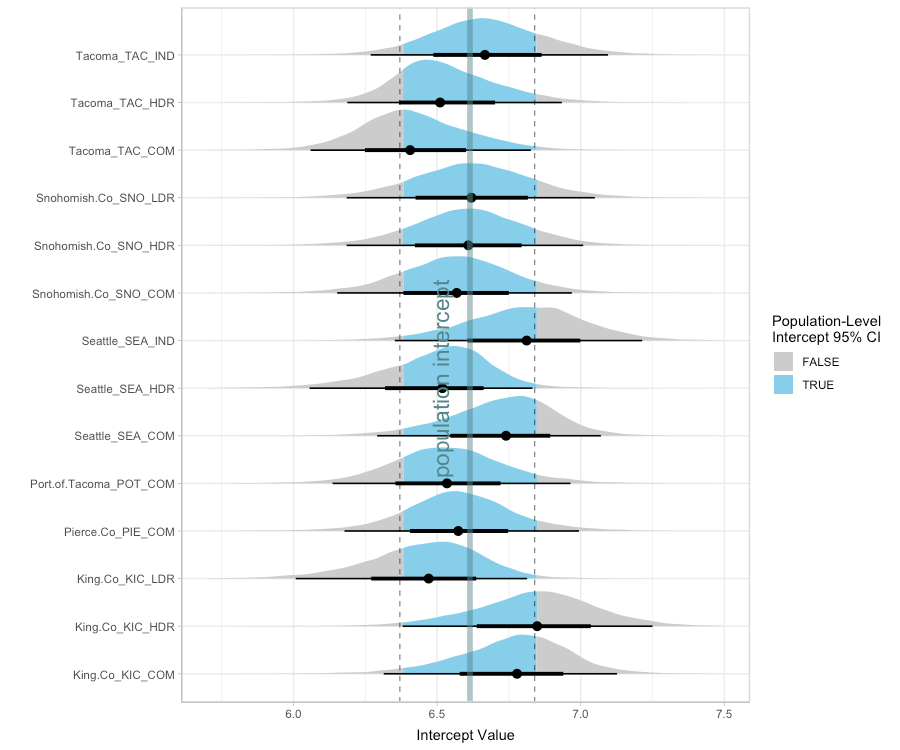 Tacoma_TAC_IND
Tacoma_TAC_HDR
Tacoma_TAC_COM
Snohomish.Co_SNO_LDR
Snohomish.Co_SNO_HDR
Snohomish.Co_SNO_COM
Seattle_SEA_IND
Seattle_SEA_HDR
Seattle_SEA_COM
Port.of.Tacoma_POT_COM
Pierce.Co_PIE_COM
King.Co_KIC_LDR
King.Co_KIC_HDR
King.Co_KIC_COM
population intercept
6.0
6.5
7.0
7.5
Intercept Value
Population-Level
Intercept 95% CI
FALSE
TRUE